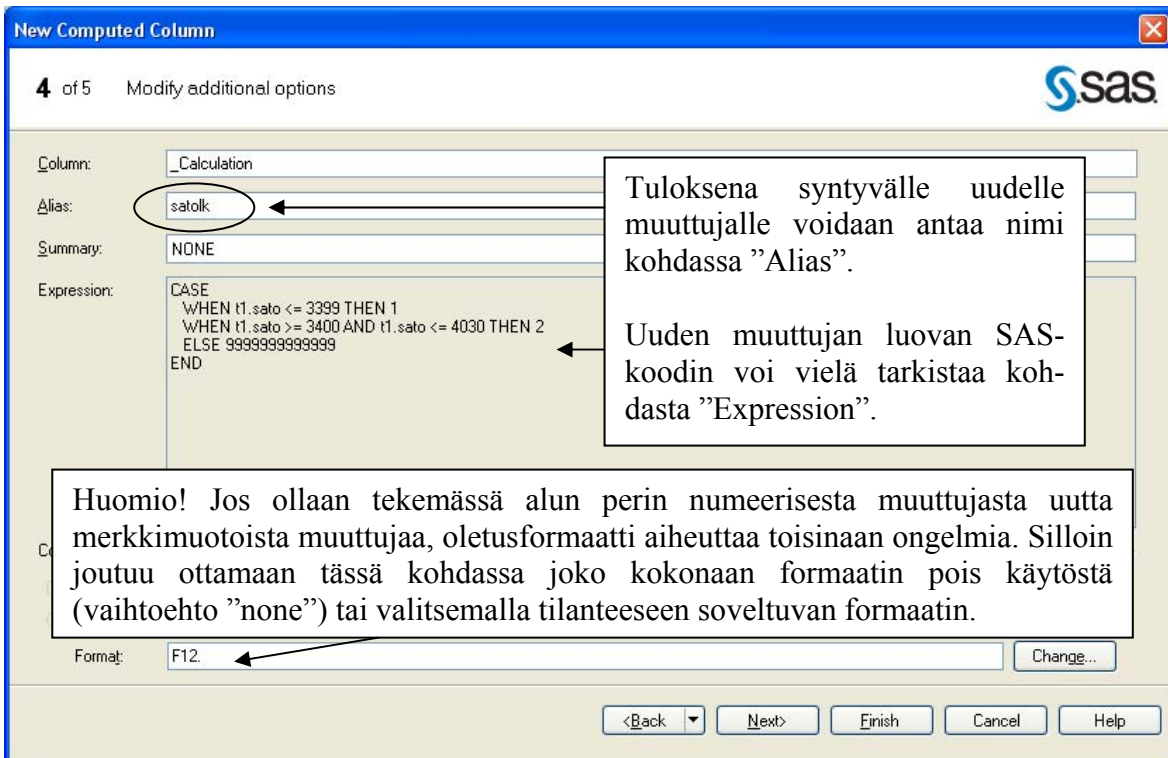 New Computed Column
4 of 5 Modify additional options
sas
Column: _Calculation
Alias: satolk
Summary: NONE
Expression: CASE
WHEN t1.sato <= 3399 THEN 1
WHEN t1.sato >= 3400 AND t1.sato <= 4030 THEN 2
ELSE 9999999999999
END
Tuloksena syntyvälle uudelle
muuttujalle voidaan antaa nimi
kohdassa ”Alias”.
Uuden muuttujan luovan SAS-
koodin voi vielä tarkistaa koh-
dasta ”Expression”.
Huomio! Jos ollaan tekemässä alun perin numeerisesta muuttujasta uutta
merkkimuotoista muuttujaa, oletusformaatti aiheuttaa toisinaan ongelmia. Silloin
joutuu ottamaan tässä kohdassa joko kokonaan formaatin pois käytöstä
(vaihtoehto ”none”) tai valitsemalla tilanteeseen soveltuvan formaatin.
Format: F12. Change...
<Back Next> Finish Cancel Help